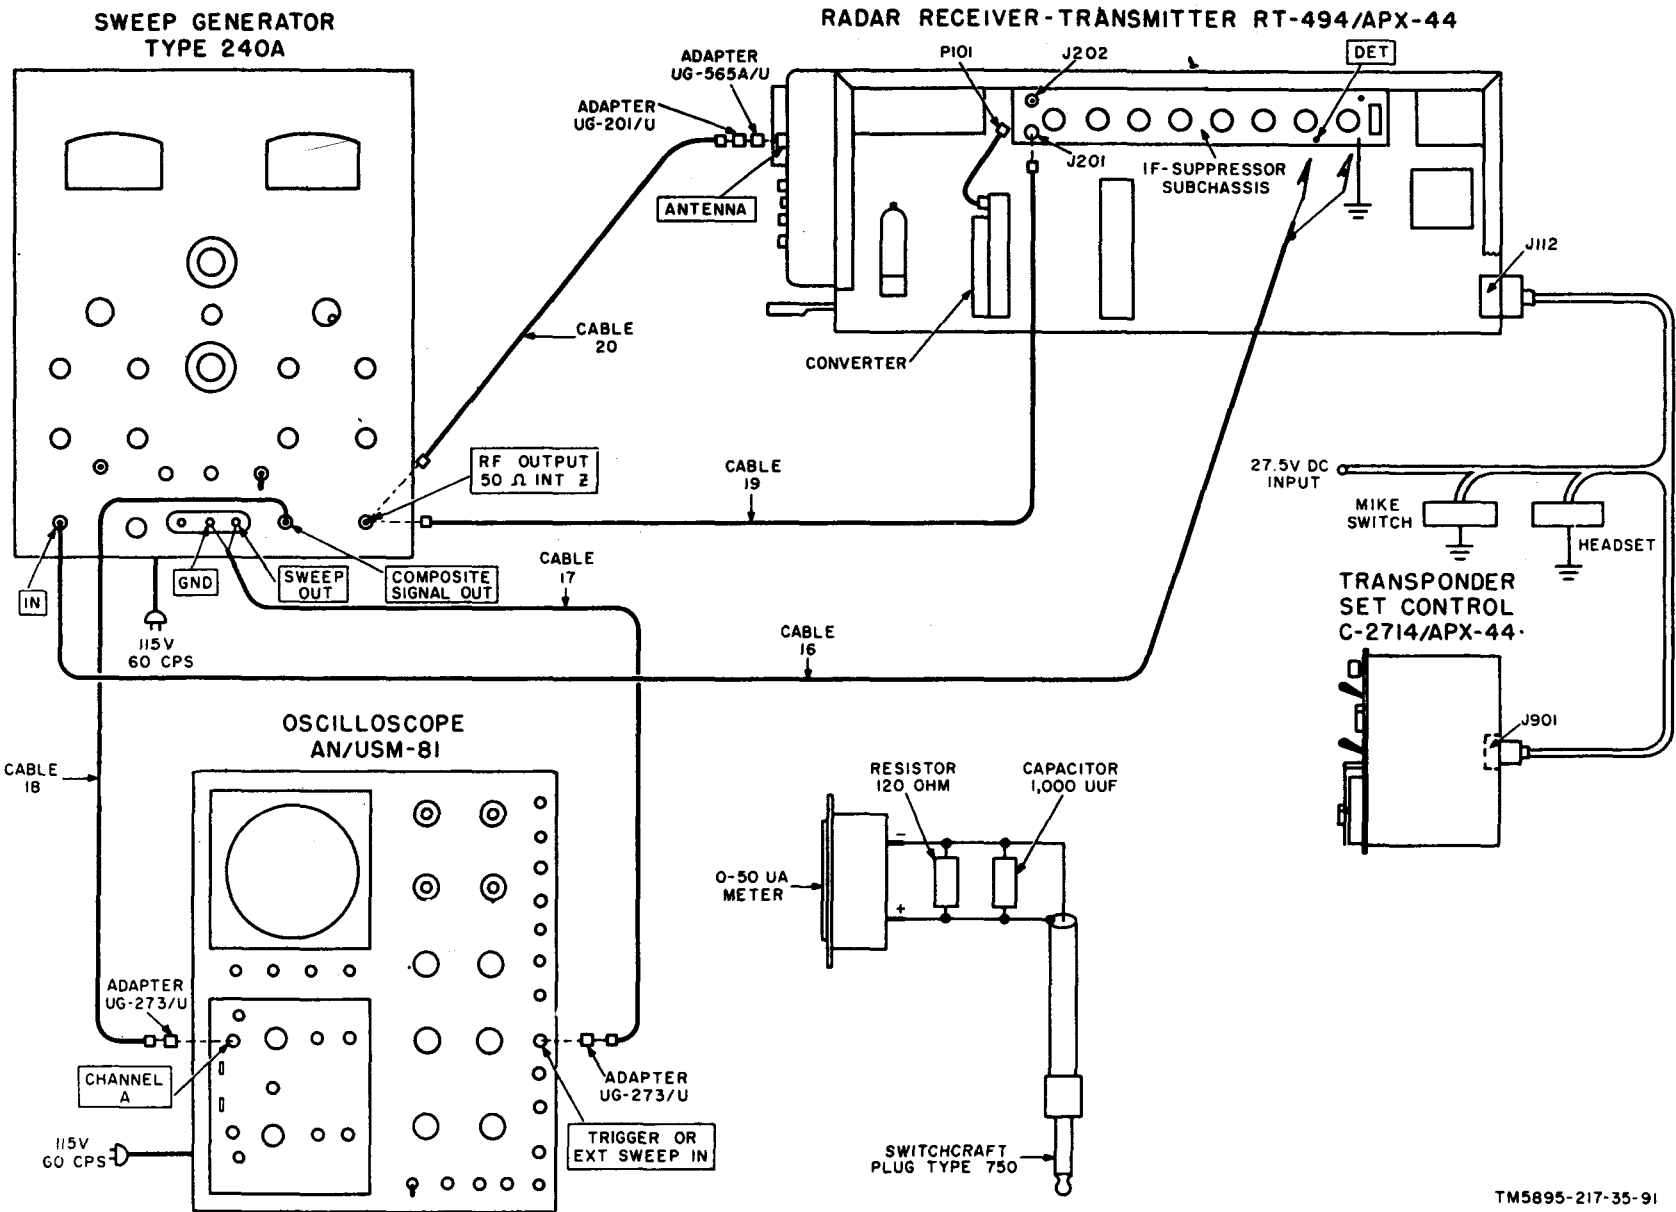 SWEEP GENERATOR
TYPE 240A
RADAR RECEIVER-TRANSMITTER RT-494/APX-44
ADAPTER
UG-565A/U
ADAPTER
UG-201/U
P101
J202
DET
J201
IF-SUPPRESSOR
SUBCHASSIS
ANTENNA
J112
CABLE
20
CONVERTER
RF OUTPUT
50 Ω INT Z
CABLE
19
27.5V DC
INPUT
MIKE
SWITCH
HEADSET
IN
GND
SWEEP
OUT
COMPOSITE
SIGNAL OUT
CABLE
17
115V
60 CPS
CABLE
16
TRANSPONDER
SET CONTROL
C-2714/APX-44
J901
OSCILLOSCOPE
AN/USM-81
CABLE
18
RESISTOR
120 OHM
CAPACITOR
1,000 UUF
0-50 UA
METER
-
+
ADAPTER
UG-273/U
CHANNEL
A
ADAPTER
UG-273/U
TRIGGER OR
EXT SWEEP IN
115V
60 CPS
SWITCHCRAFT
PLUG TYPE 750
TM5895-217-35-91